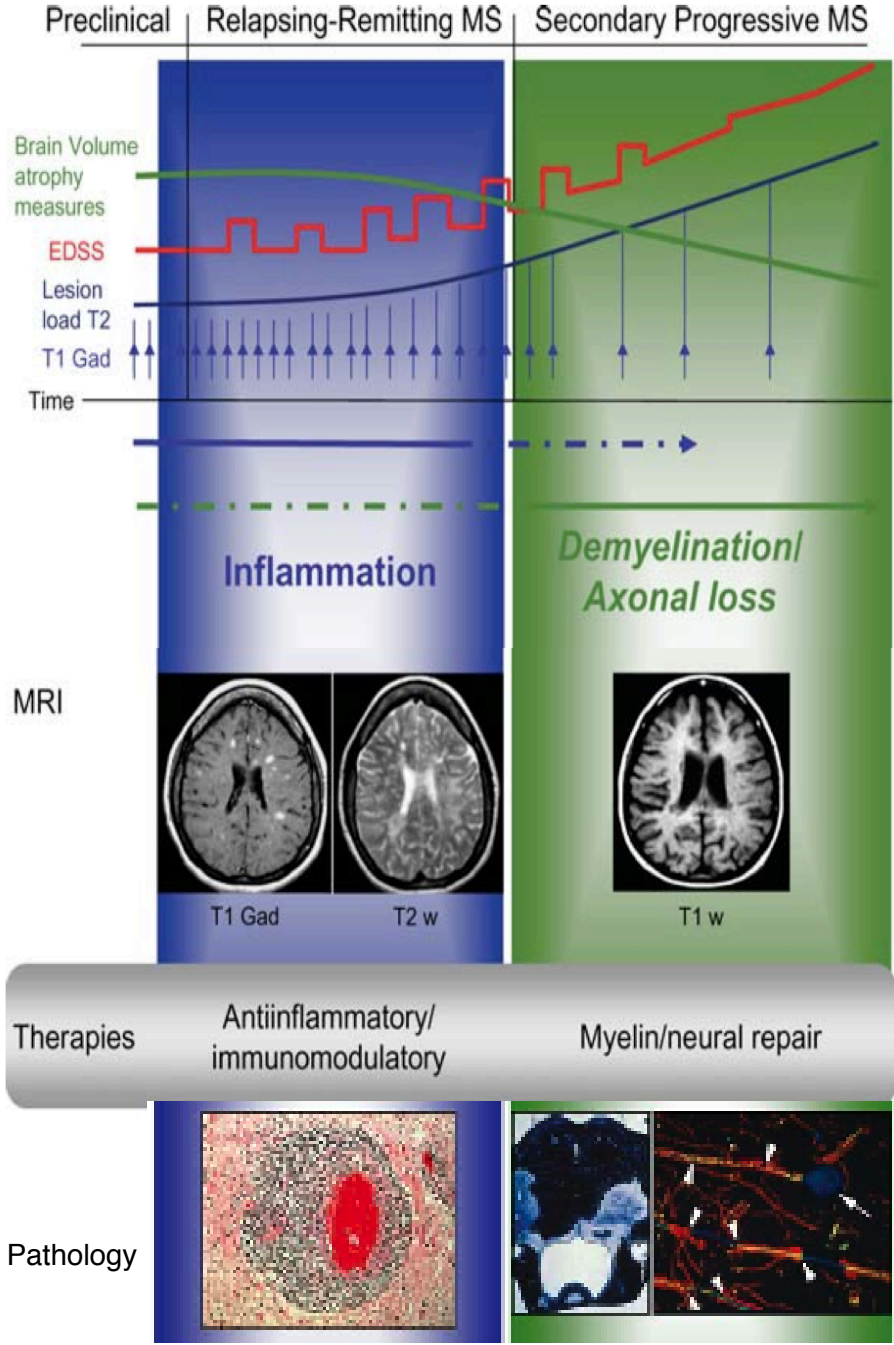 Preclinical
Relapsing-Remitting MS
Secondary Progressive MS
Brain Volume
atrophy
measures
EDSS
Lesion
load T2
T1 Gad
Time
Inflammation
Demyelination/
Axonal loss
MRI
T1 Gad
T2 w
T1 w
Therapies
Antiinflammatory/
immunomodulatory
Myelin/neural repair
Pathology